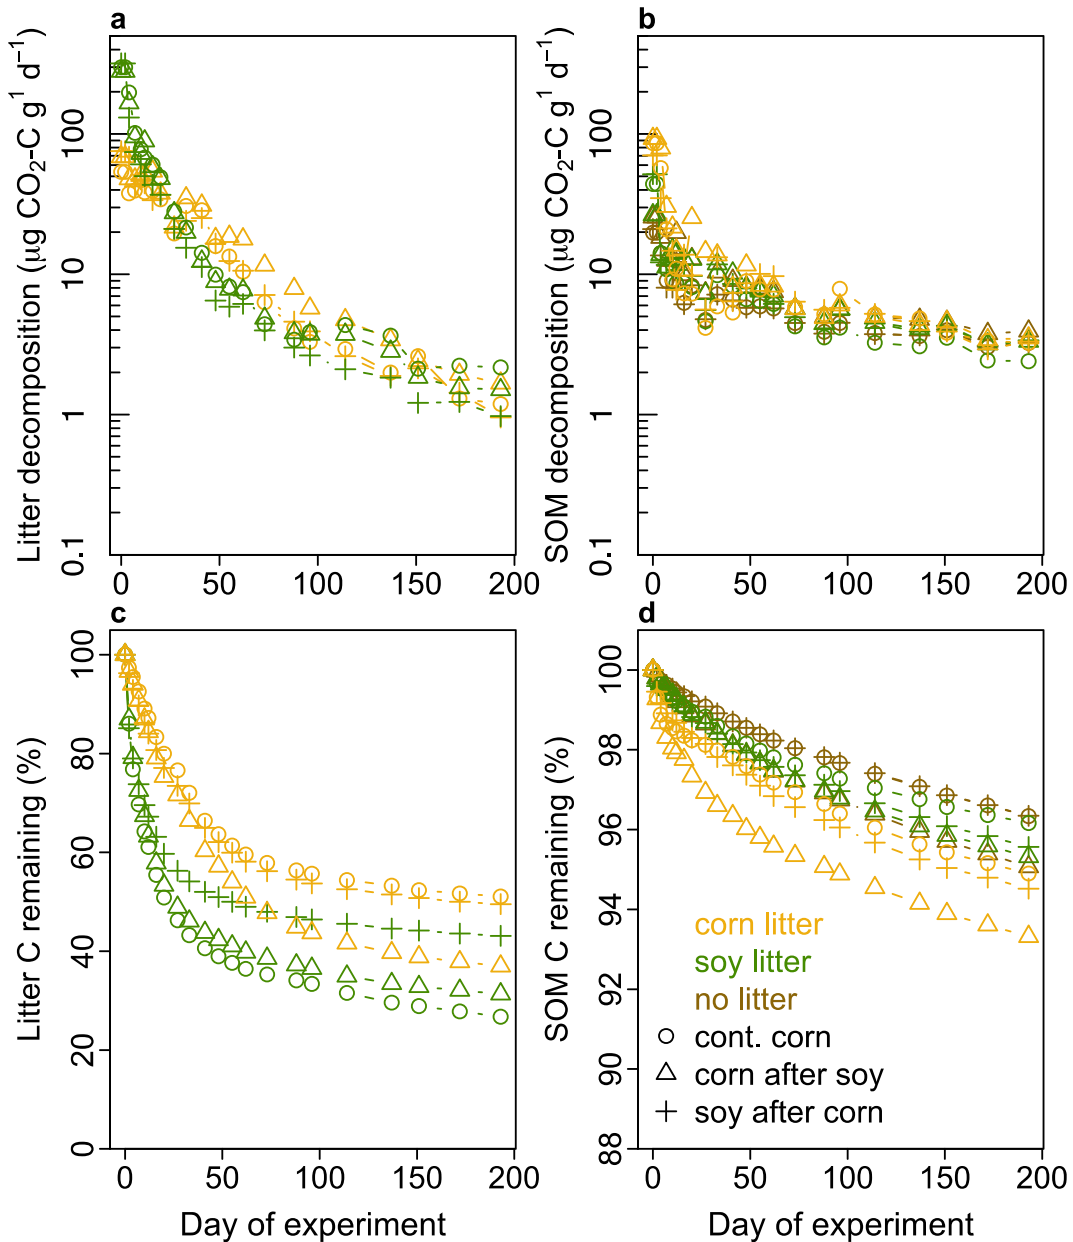 a
Litter decomposition (μg CO₂-C g¹ d⁻¹)
0.1 1 10 100
0 50 100 150 200
b
SOM decomposition (μg CO₂-C g¹ d⁻¹)
0.1 1 10 100
0 50 100 150 200
c
Litter C remaining (%)
0 20 40 60 80 100
0 50 100 150 200
Day of experiment
d
SOM C remaining (%)
88 90 92 94 96 98 100
corn litter
soy litter
no litter
cont. corn
corn after soy
soy after corn
0 50 100 150 200
Day of experiment